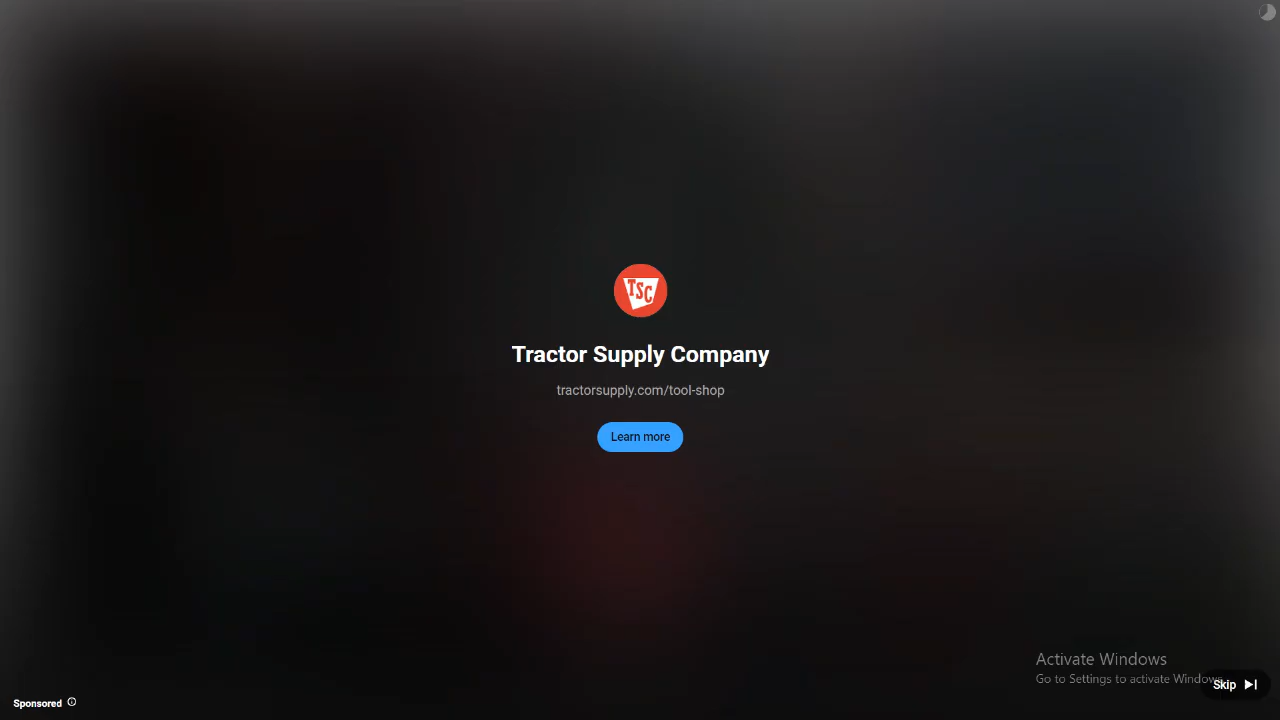 TSC
Tractor Supply Company
tractorsupply.com/tool-shop
Learn more
Activate Windows
Go to Settings to activate Windows.
Skip
Sponsored